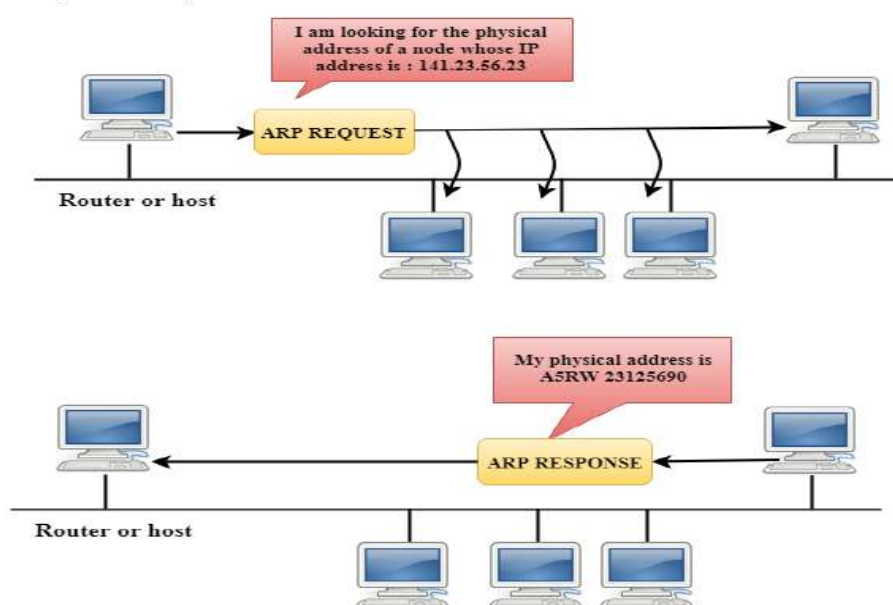 I am looking for the physical
address of a node whose IP
address is : 141.23.56.23
ARP REQUEST
Router or host
My physical address is
A5RW 23125690
ARP RESPONSE
Router or host